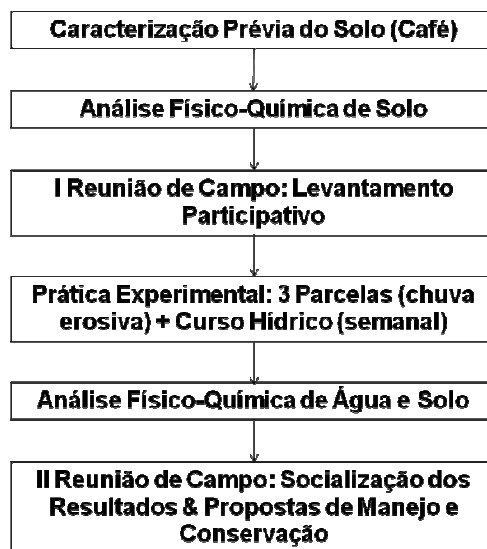 Caracterização Prévia do Solo (Café)
Análise Físico-Química de Solo
I Reunião de Campo: Levantamento
Participativo
Prática Experimental: 3 Parcelas (chuva
erosiva) + Curso Hídrico (semanal)
Análise Físico-Química de Água e Solo
II Reunião de Campo: Socialização dos
Resultados & Propostas de Manejo e
Conservação